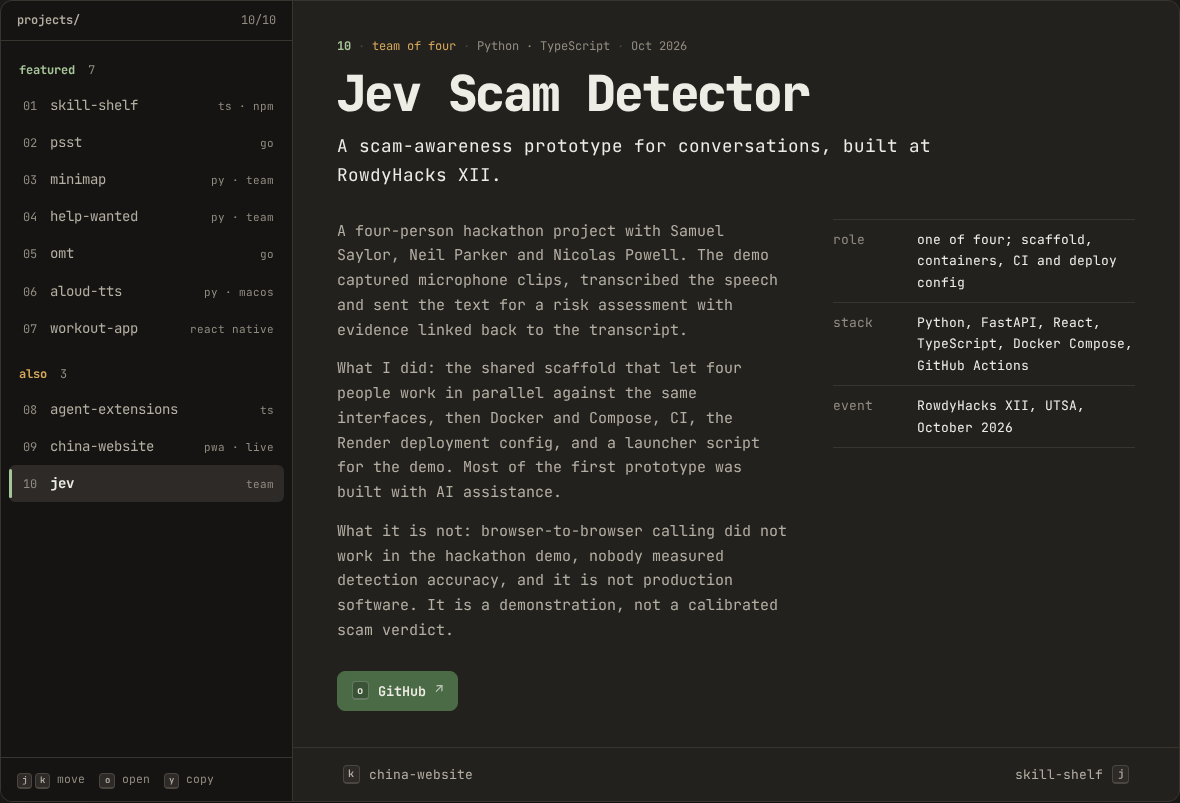 projects/ 10/10
featured 7
01 skill-shelf ts · npm
02 psst go
03 minimap py · team
04 help-wanted py · team
05 omt go
06 aloud-tts py · macos
07 workout-app react native
also 3
08 agent-extensions ts
09 china-website pwa · live
10 jev team
j k move o open y copy
10 · team of four · Python · TypeScript · Oct 2026
Jev Scam Detector
A scam-awareness prototype for conversations, built at
RowdyHacks XII.
A four-person hackathon project with Samuel
Saylor, Neil Parker and Nicolas Powell. The demo
captured microphone clips, transcribed the speech
and sent the text for a risk assessment with
evidence linked back to the transcript.
What I did: the shared scaffold that let four
people work in parallel against the same
interfaces, then Docker and Compose, CI, the
Render deployment config, and a launcher script
for the demo. Most of the first prototype was
built with AI assistance.
What it is not: browser-to-browser calling did not
work in the hackathon demo, nobody measured
detection accuracy, and it is not production
software. It is a demonstration, not a calibrated
scam verdict.
o GitHub ↗
role one of four; scaffold,
containers, CI and deploy
config
stack Python, FastAPI, React,
TypeScript, Docker Compose,
GitHub Actions
event RowdyHacks XII, UTSA,
October 2026
k china-website
skill-shelf j